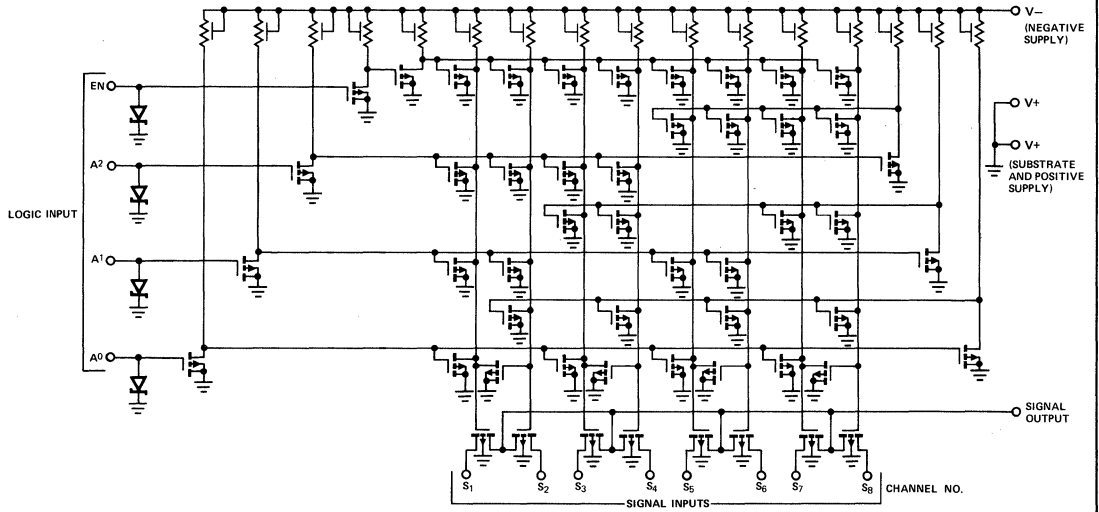 V−
(NEGATIVE
SUPPLY)
EN
V+
V+
(SUBSTRATE
AND POSITIVE
SUPPLY)
A2
LOGIC INPUT
A1
A0
SIGNAL
OUTPUT
S1 S2 S3 S4 S5 S6 S7 S8 CHANNEL NO.
SIGNAL INPUTS